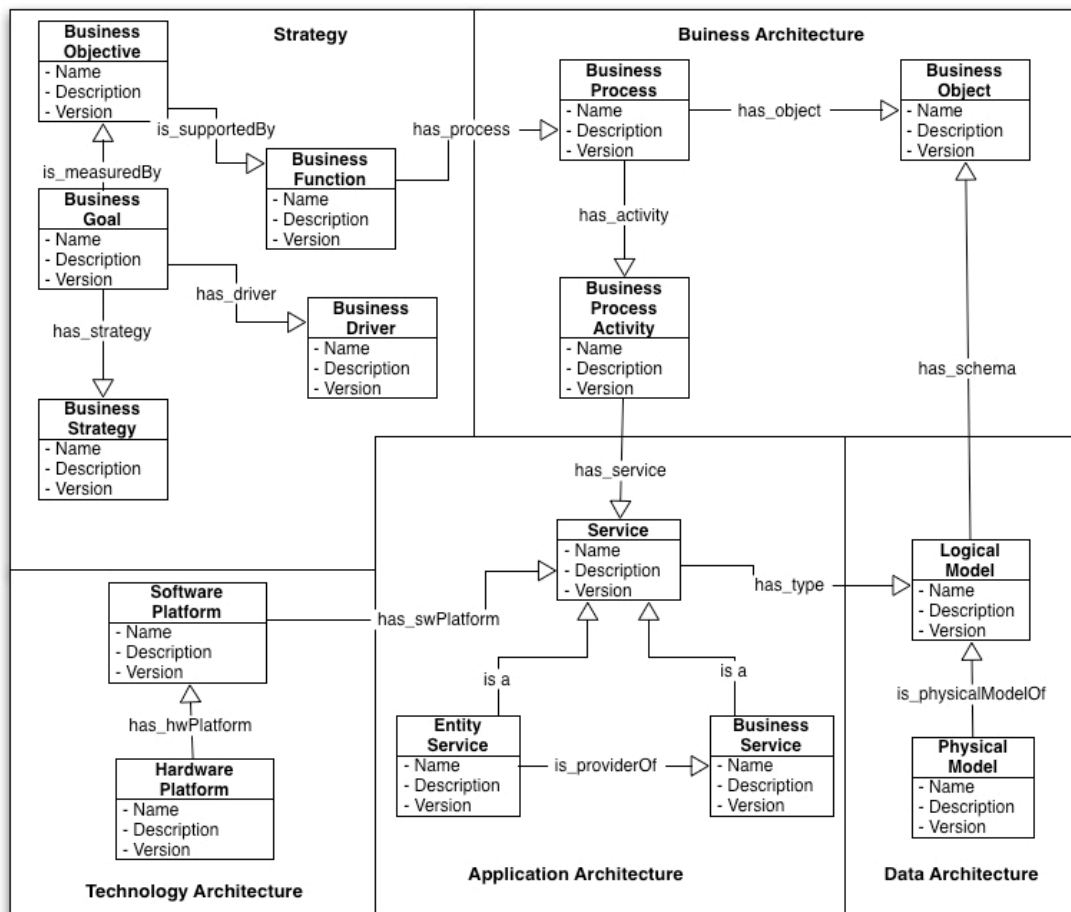 Strategy
Business
Objective
- Name
- Description
- Version
is_supportedBy
is_measuredBy
Business
Function
- Name
- Description
- Version
has_process
Business
Goal
- Name
- Description
- Version
has_driver
Business
Driver
- Name
- Description
- Version
has_strategy
Business
Strategy
- Name
- Description
- Version
Buiness Architecture
Business
Process
- Name
- Description
- Version
has_object
Business
Object
- Name
- Description
- Version
has_activity
Business
Process
Activity
- Name
- Description
- Version
has_schema
has_service
Software
Platform
- Name
- Description
- Version
has_swPlatform
has_hwPlatform
Hardware
Platform
- Name
- Description
- Version
Technology Architecture
Service
- Name
- Description
- Version
has_type
is a
is a
Entity
Service
- Name
- Description
- Version
is_providerOf
Business
Service
- Name
- Description
- Version
Application Architecture
Logical
Model
- Name
- Description
- Version
is_physicalModelOf
Physical
Model
- Name
- Description
- Version
Data Architecture